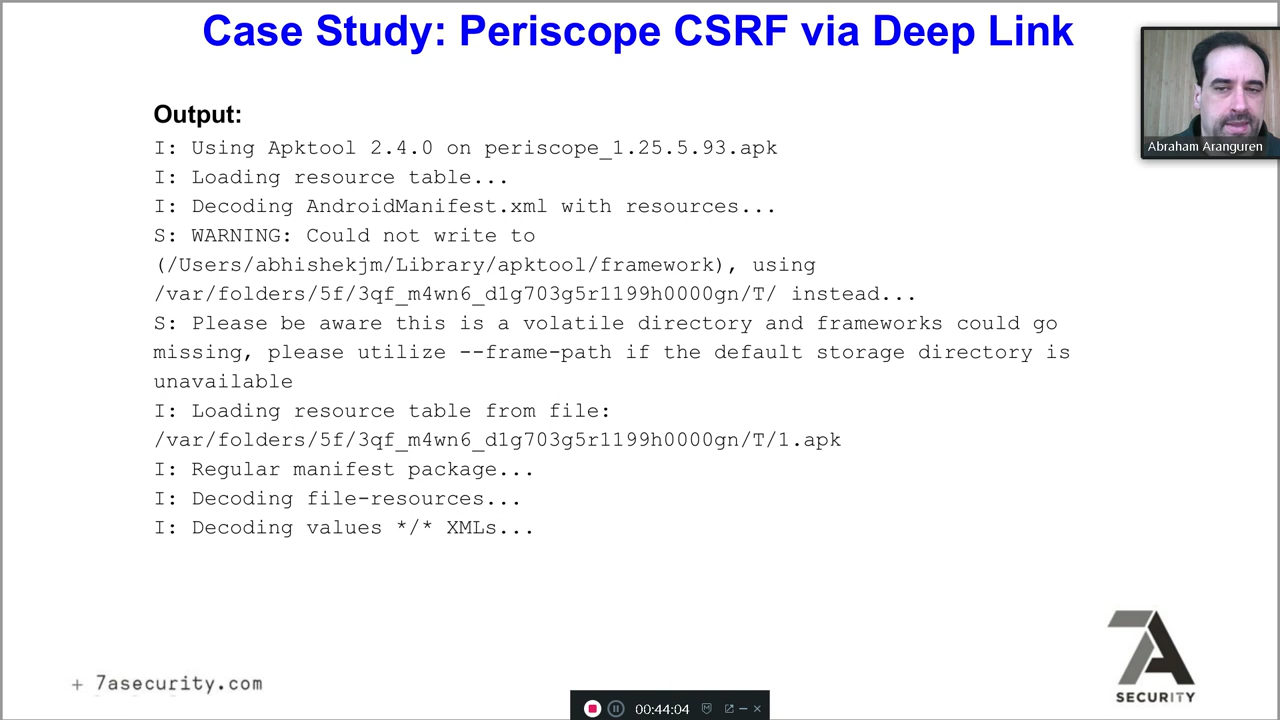 Case Study: Periscope CSRF via Deep Link
Abraham Aranguren
Output:
I: Using Apktool 2.4.0 on periscope_1.25.5.93.apk
I: Loading resource table...
I: Decoding AndroidManifest.xml with resources...
S: WARNING: Could not write to
(/Users/abhishekjm/Library/apktool/framework), using
/var/folders/5f/3qf_m4wn6_d1g703g5r1199h0000gn/T/ instead...
S: Please be aware this is a volatile directory and frameworks could go
missing, please utilize --frame-path if the default storage directory is
unavailable
I: Loading resource table from file:
/var/folders/5f/3qf_m4wn6_d1g703g5r1199h0000gn/T/1.apk
I: Regular manifest package...
I: Decoding file-resources...
I: Decoding values */* XMLs...
+ 7asecurity.com
7A
SECURITY
00:44:04